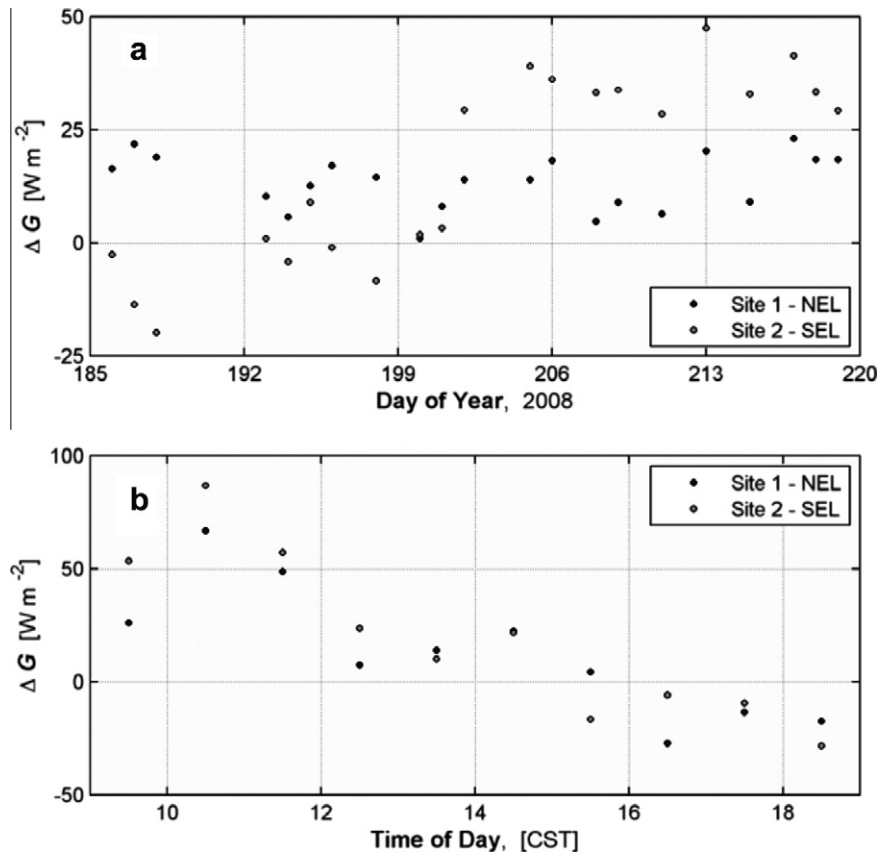 a
50
25
0
-25
Δ G [W m -2]
185 192 199 206 213 220
Day of Year, 2008
Site 1 - NEL
Site 2 - SEL
b
100
50
0
-50
Δ G [W m -2]
10 12 14 16 18
Time of Day, [CST]
Site 1 - NEL
Site 2 - SEL